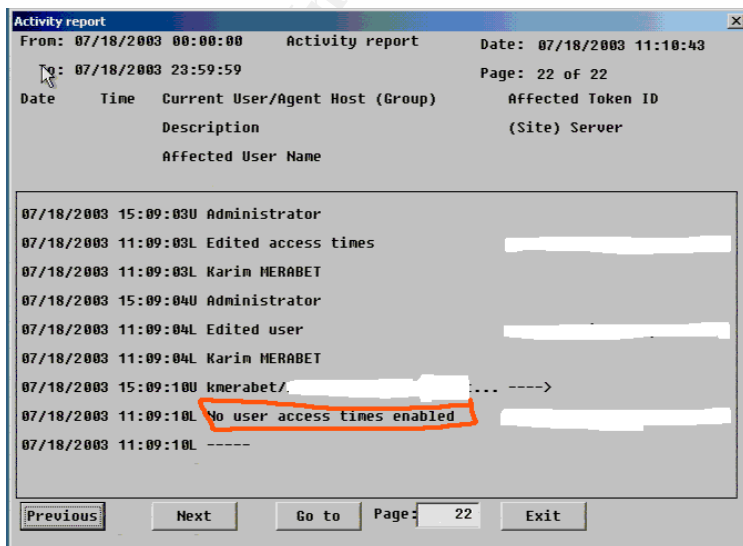 Activity report
From: 07/18/2003 00:00:00 Activity report Date: 07/18/2003 11:10:43
To: 07/18/2003 23:59:59 Page: 22 of 22
Date Time Current User/Agent Host (Group) Affected Token ID
Description (Site) Server
Affected User Name
07/18/2003 15:09:03U Administrator
07/18/2003 11:09:03L Edited access times
07/18/2003 11:09:03L Karim MERABET
07/18/2003 15:09:04U Administrator
07/18/2003 11:09:04L Edited user
07/18/2003 11:09:04L Karim MERABET
07/18/2003 15:09:10U kmerabet/ ... ---->
07/18/2003 11:09:10L No user access times enabled
07/18/2003 11:09:10L -----
Previous Next Go to Page: 22 Exit